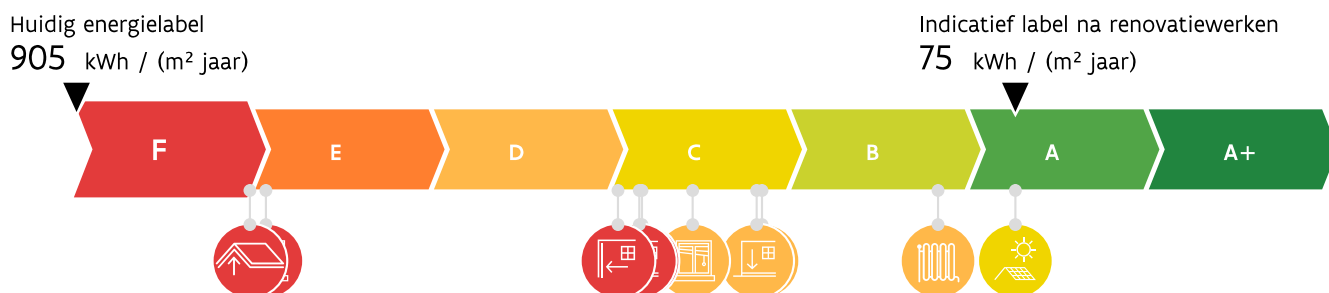 Huidig energielabel
905 kWh / (m² jaar)
Indicatief label na renovatiewerken
75 kWh / (m² jaar)
F E D C B A A+